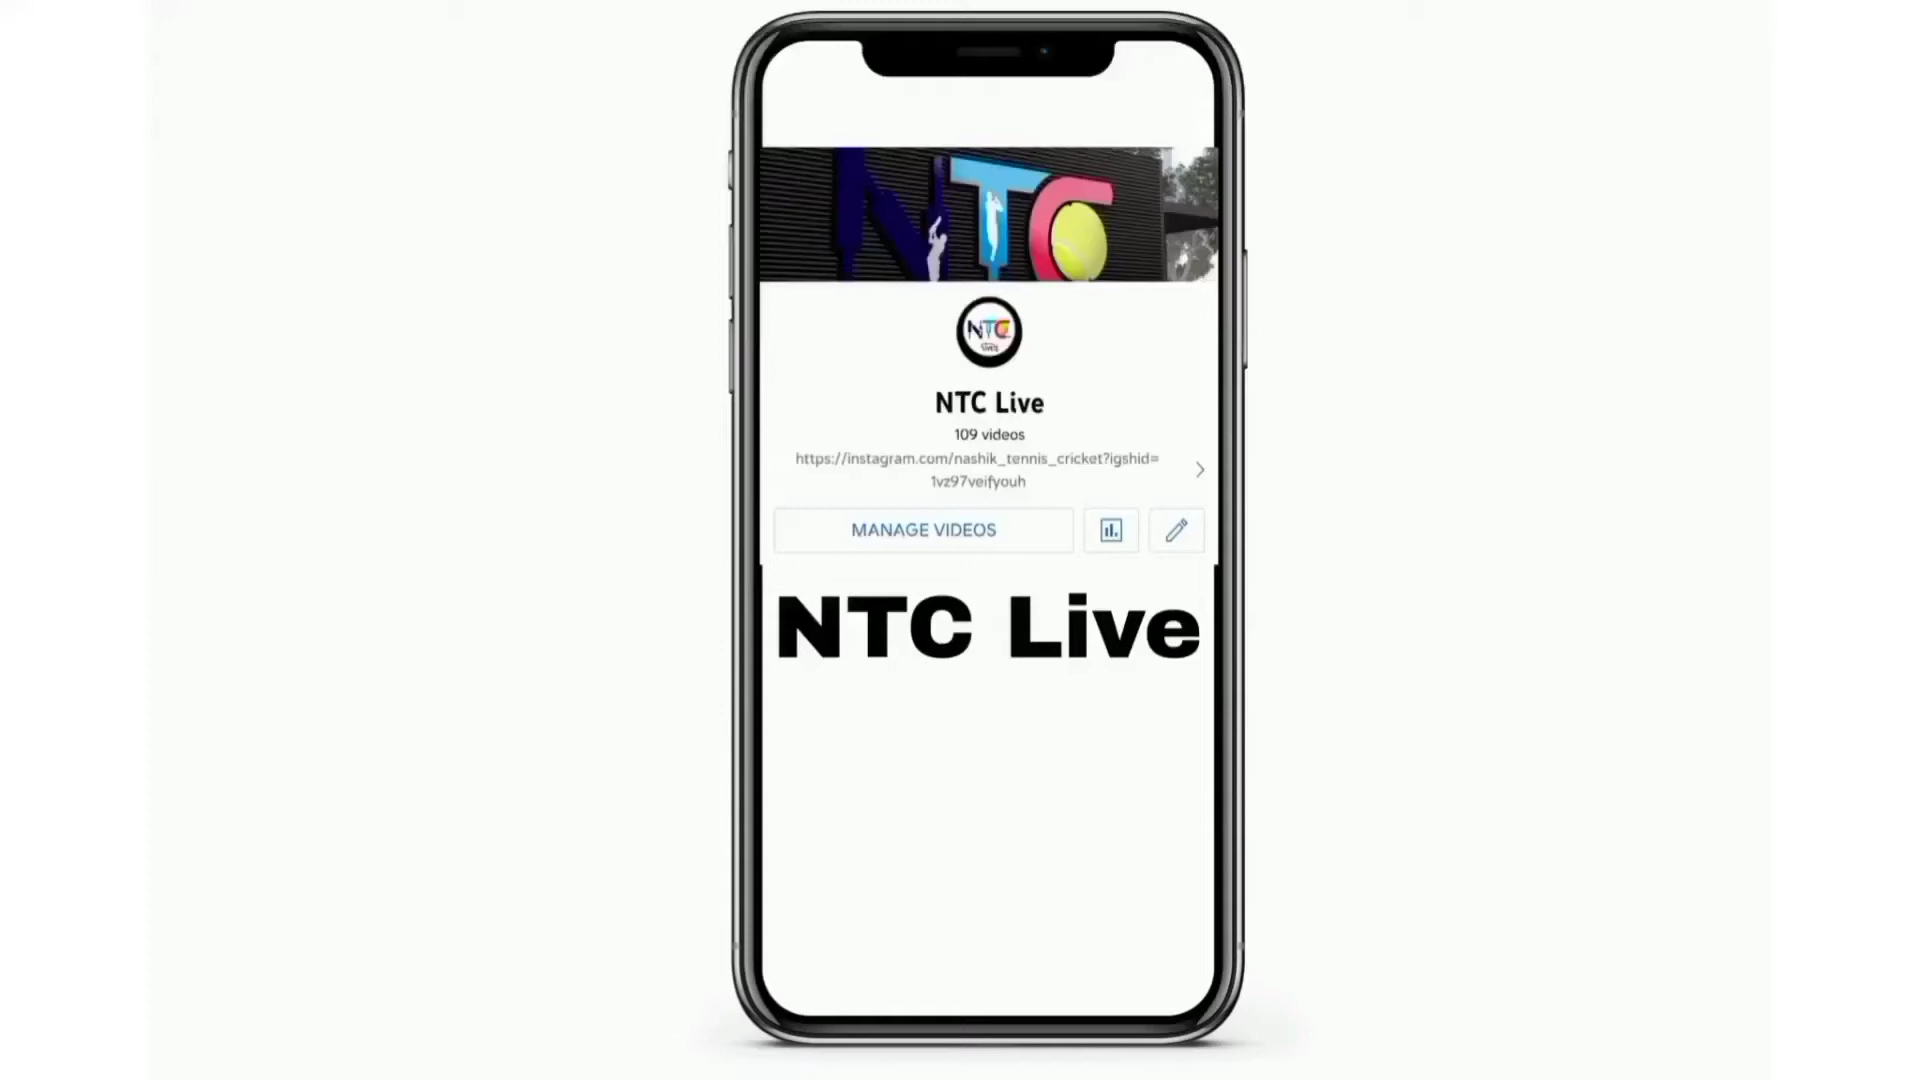 NTC
NTC
NTC Live
109 videos
https://instagram.com/nashik_tennis_cricket?igshid=
1vz97veifyouh
MANAGE VIDEOS
NTC Live